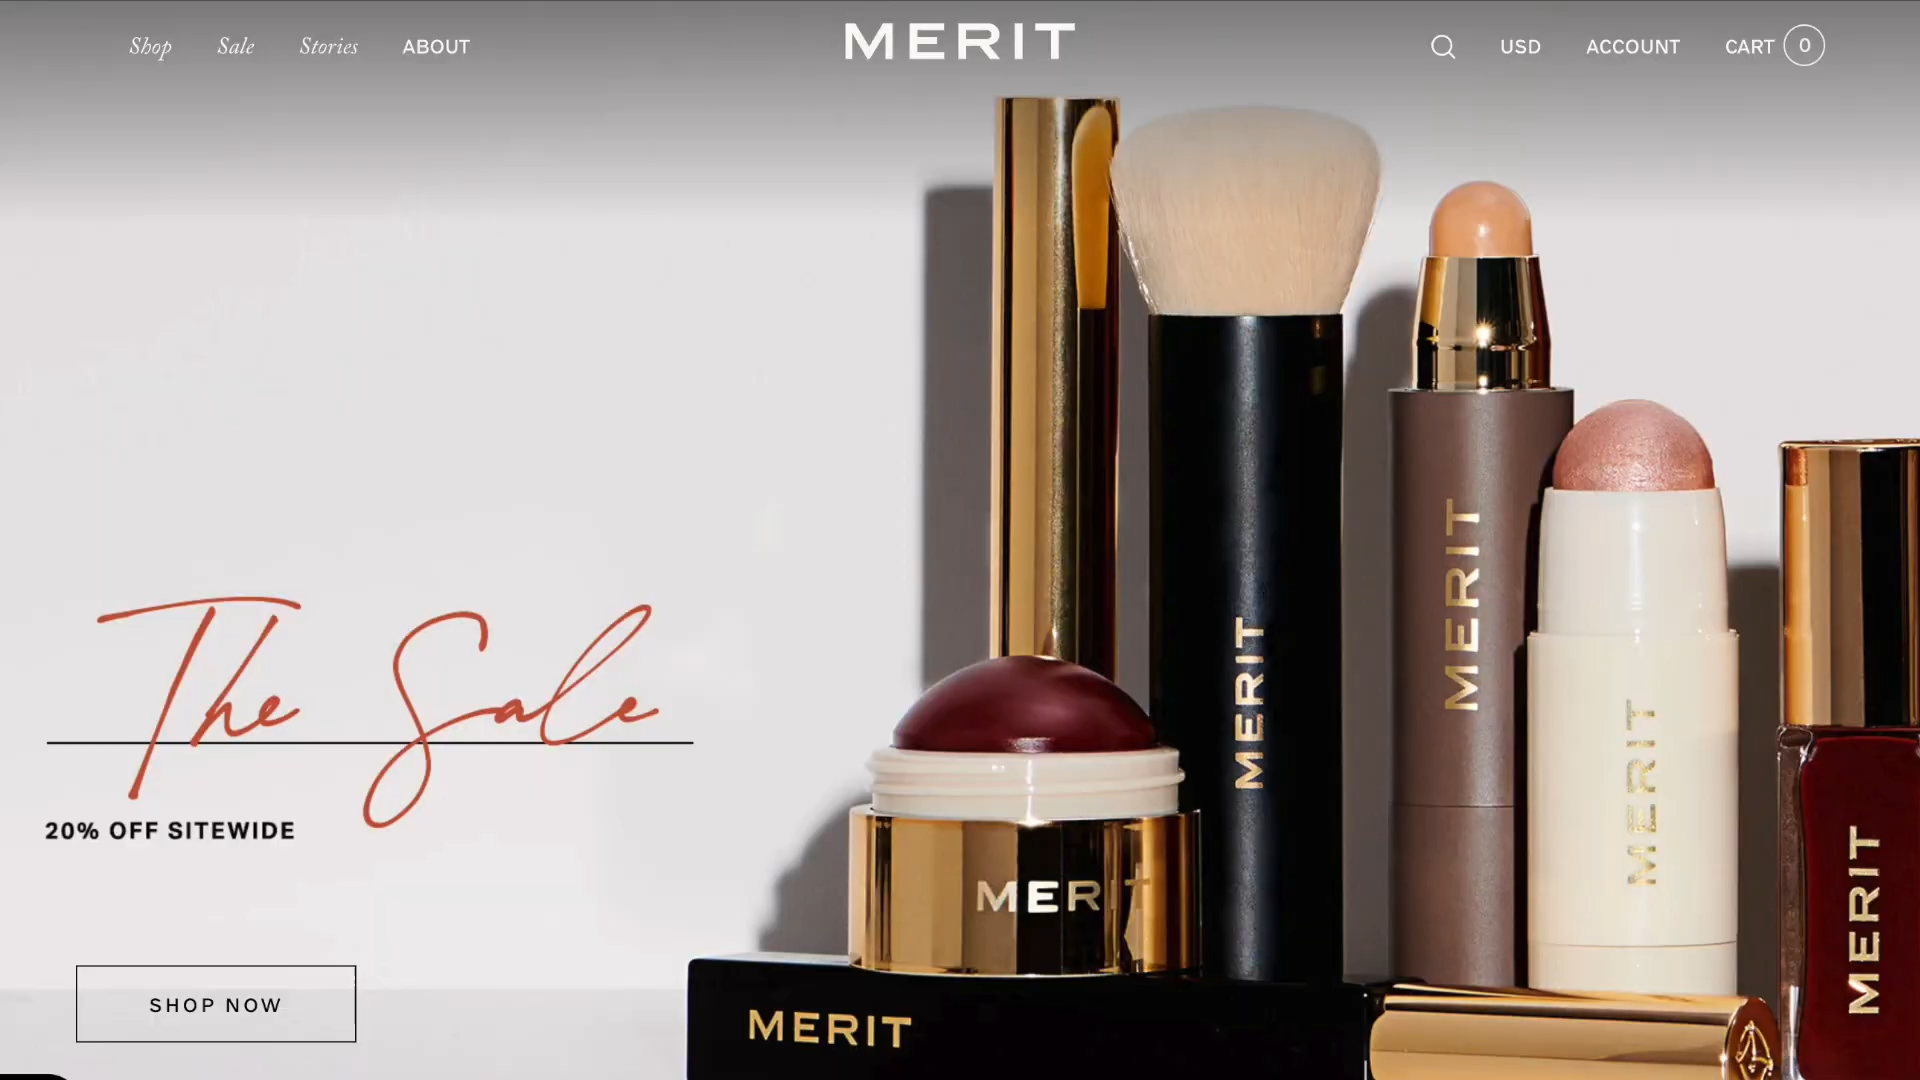 Shop Sale Stories ABOUT MERIT USD ACCOUNT CART 0
The Sale
20% OFF SITEWIDE
SHOP NOW
MERIT
MERIT
MERIT
MERIT
MERIT
MERIT